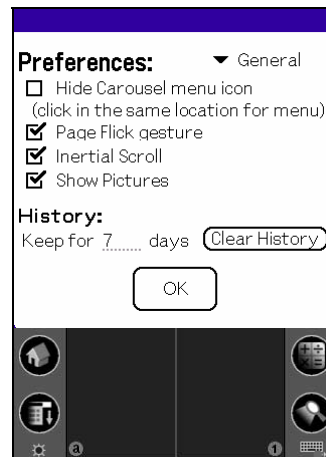 Preferences: General
Hide Carousel menu icon
(click in the same location for menu)
Page Flick gesture
Inertial Scroll
Show Pictures
History:
Keep for 7 days Clear History
OK
a 1